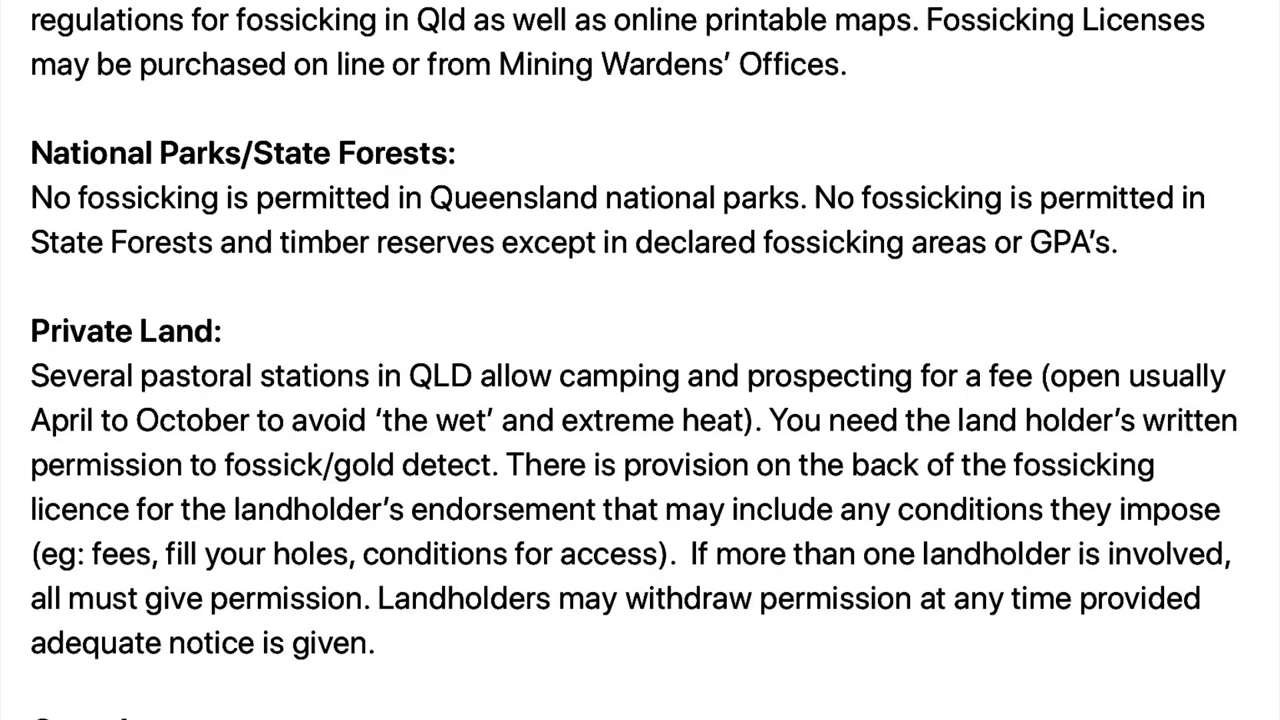 regulations for fossicking in Qld as well as online printable maps. Fossicking Licenses
may be purchased on line or from Mining Wardens’ Offices.
National Parks/State Forests:
No fossicking is permitted in Queensland national parks. No fossicking is permitted in
State Forests and timber reserves except in declared fossicking areas or GPA’s.
Private Land:
Several pastoral stations in QLD allow camping and prospecting for a fee (open usually
April to October to avoid ‘the wet’ and extreme heat). You need the land holder’s written
permission to fossick/gold detect. There is provision on the back of the fossicking
licence for the landholder’s endorsement that may include any conditions they impose
(eg: fees, fill your holes, conditions for access).  If more than one landholder is involved,
all must give permission. Landholders may withdraw permission at any time provided
adequate notice is given.